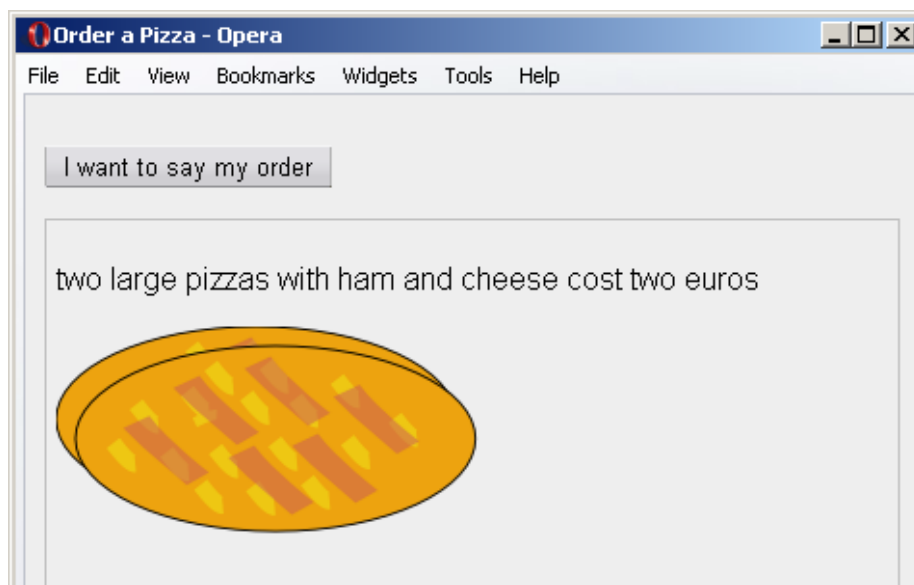 Order a Pizza - Opera
File Edit View Bookmarks Widgets Tools Help
I want to say my order
two large pizzas with ham and cheese cost two euros